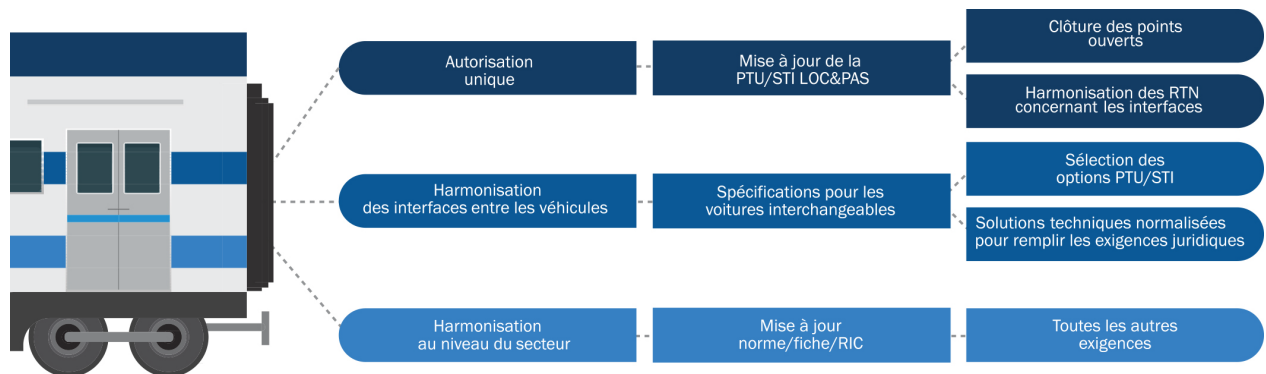 Autorisation
unique
Mise à jour de la
PTU/STI LOC&PAS
Clôture des points
ouverts
Harmonisation des RTN
concernant les interfaces
Harmonisation
des interfaces entre les véhicules
Spécifications pour les
voitures interchangeables
Sélection des
options PTU/STI
Solutions techniques normalisées
pour remplir les exigences juridiques
Harmonisation
au niveau du secteur
Mise à jour
norme/fiche/RIC
Toutes les autres
exigences